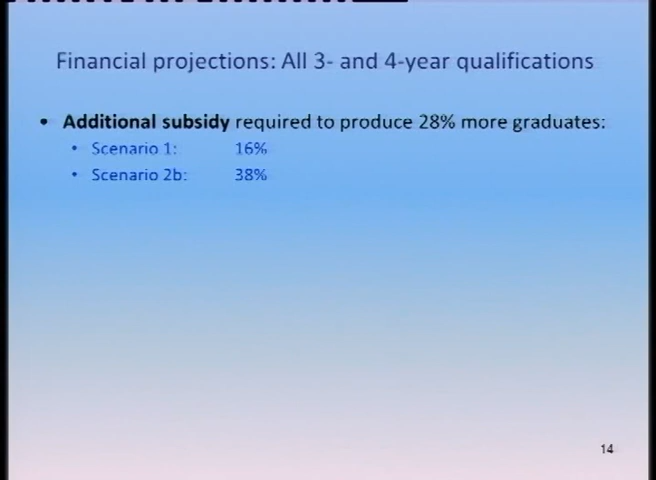 Financial projections: All 3- and 4-year qualifications
• Additional subsidy required to produce 28% more graduates:
• Scenario 1: 16%
• Scenario 2b: 38%
14